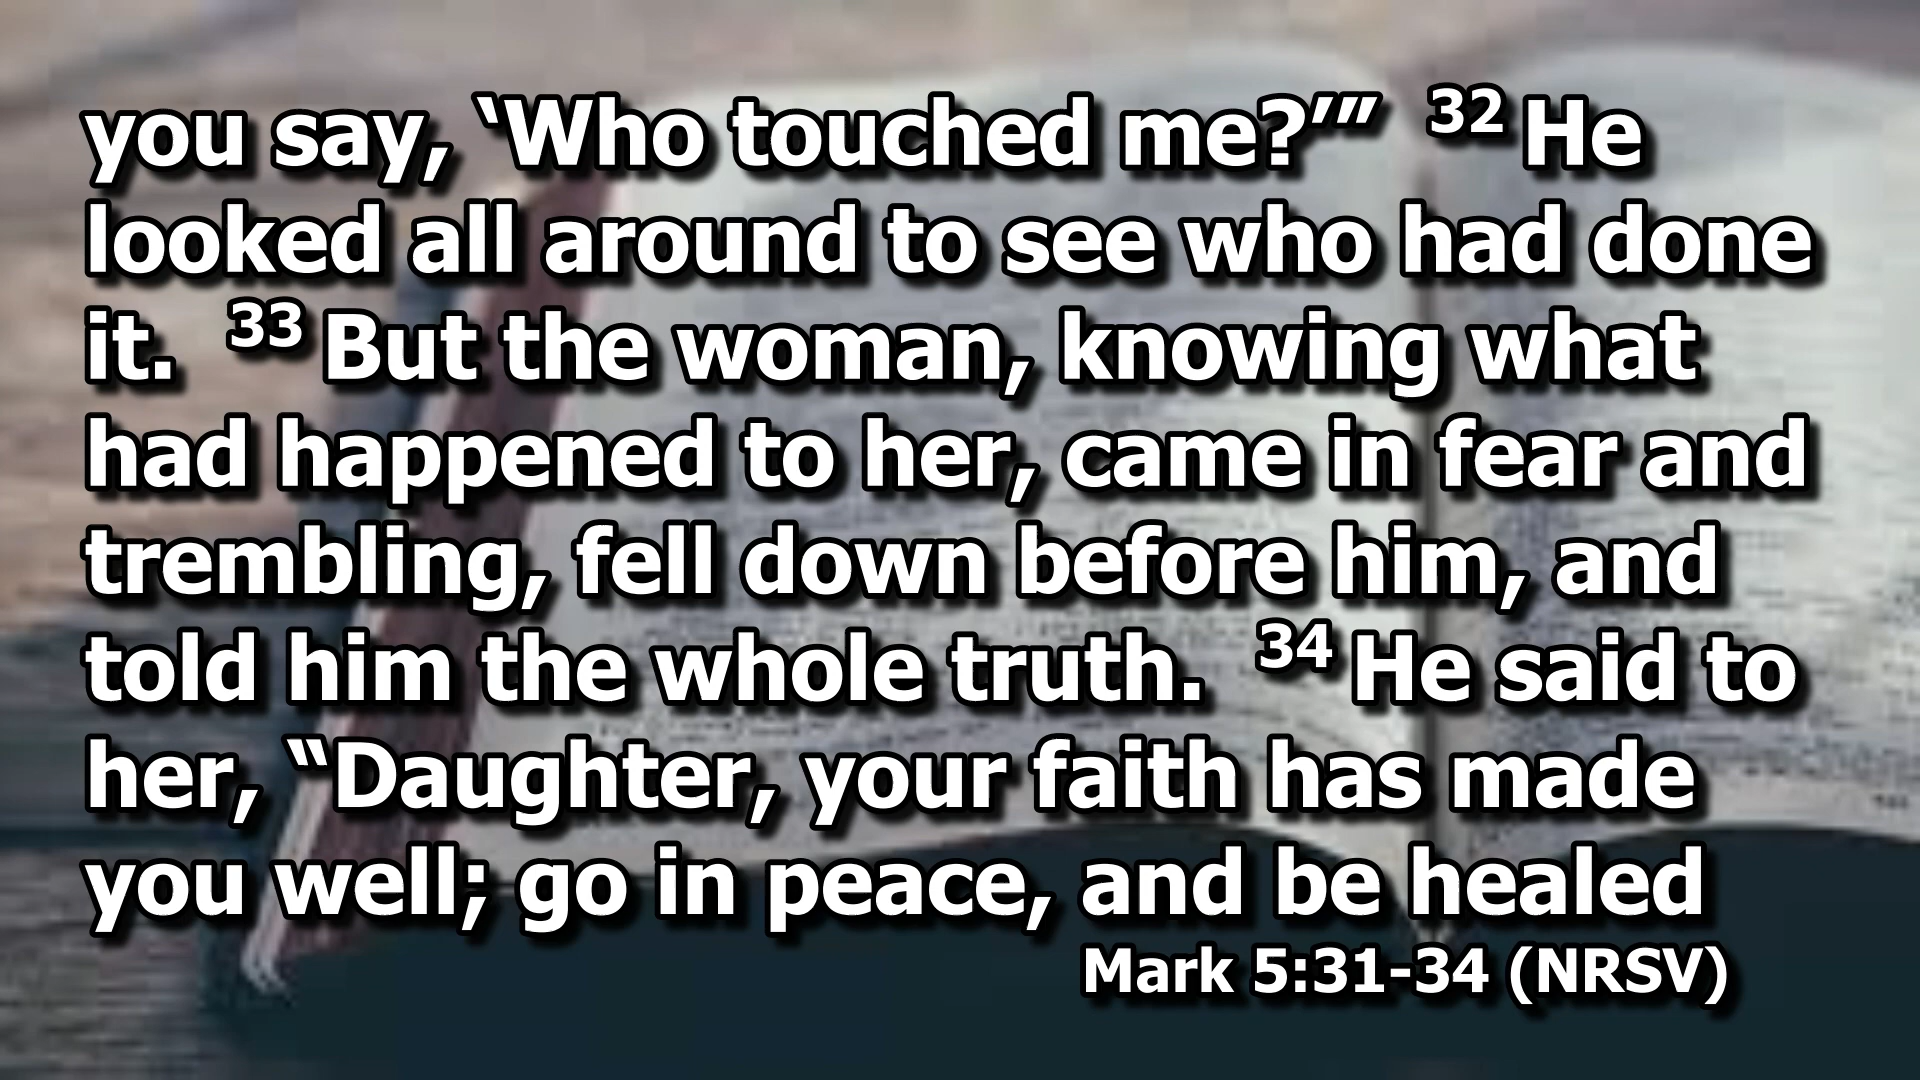 you say, ‘Who touched me?’” 32 He
looked all around to see who had done
it. 33 But the woman, knowing what
had happened to her, came in fear and
trembling, fell down before him, and
told him the whole truth. 34 He said to
her, “Daughter, your faith has made
you well; go in peace, and be healed
Mark 5:31-34 (NRSV)